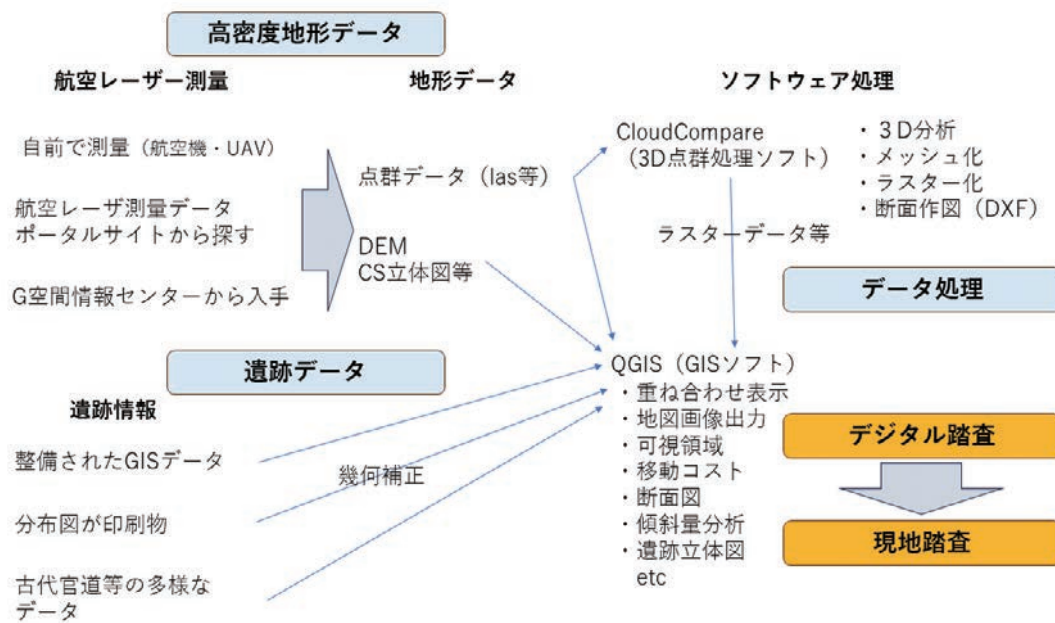 高密度地形データ
航空レーザー測量
地形データ
ソフトウェア処理
自前で測量（航空機・UAV）
航空レーザ測量データ
ポータルサイトから探す
G空間情報センターから入手
点群データ（las等）
DEM
CS立体図等
CloudCompare
（3D点群処理ソフト）
・３D分析
・メッシュ化
・ラスター化
・断面作図（DXF）
ラスターデータ等
データ処理
遺跡データ
遺跡情報
整備されたGISデータ
分布図が印刷物
古代官道等の多様な
データ
幾何補正
QGIS（GISソフト）
・重ね合わせ表示
・地図画像出力
・可視領域
・移動コスト
・断面図
・傾斜量分析
・遺跡立体図
etc
デジタル踏査
現地踏査